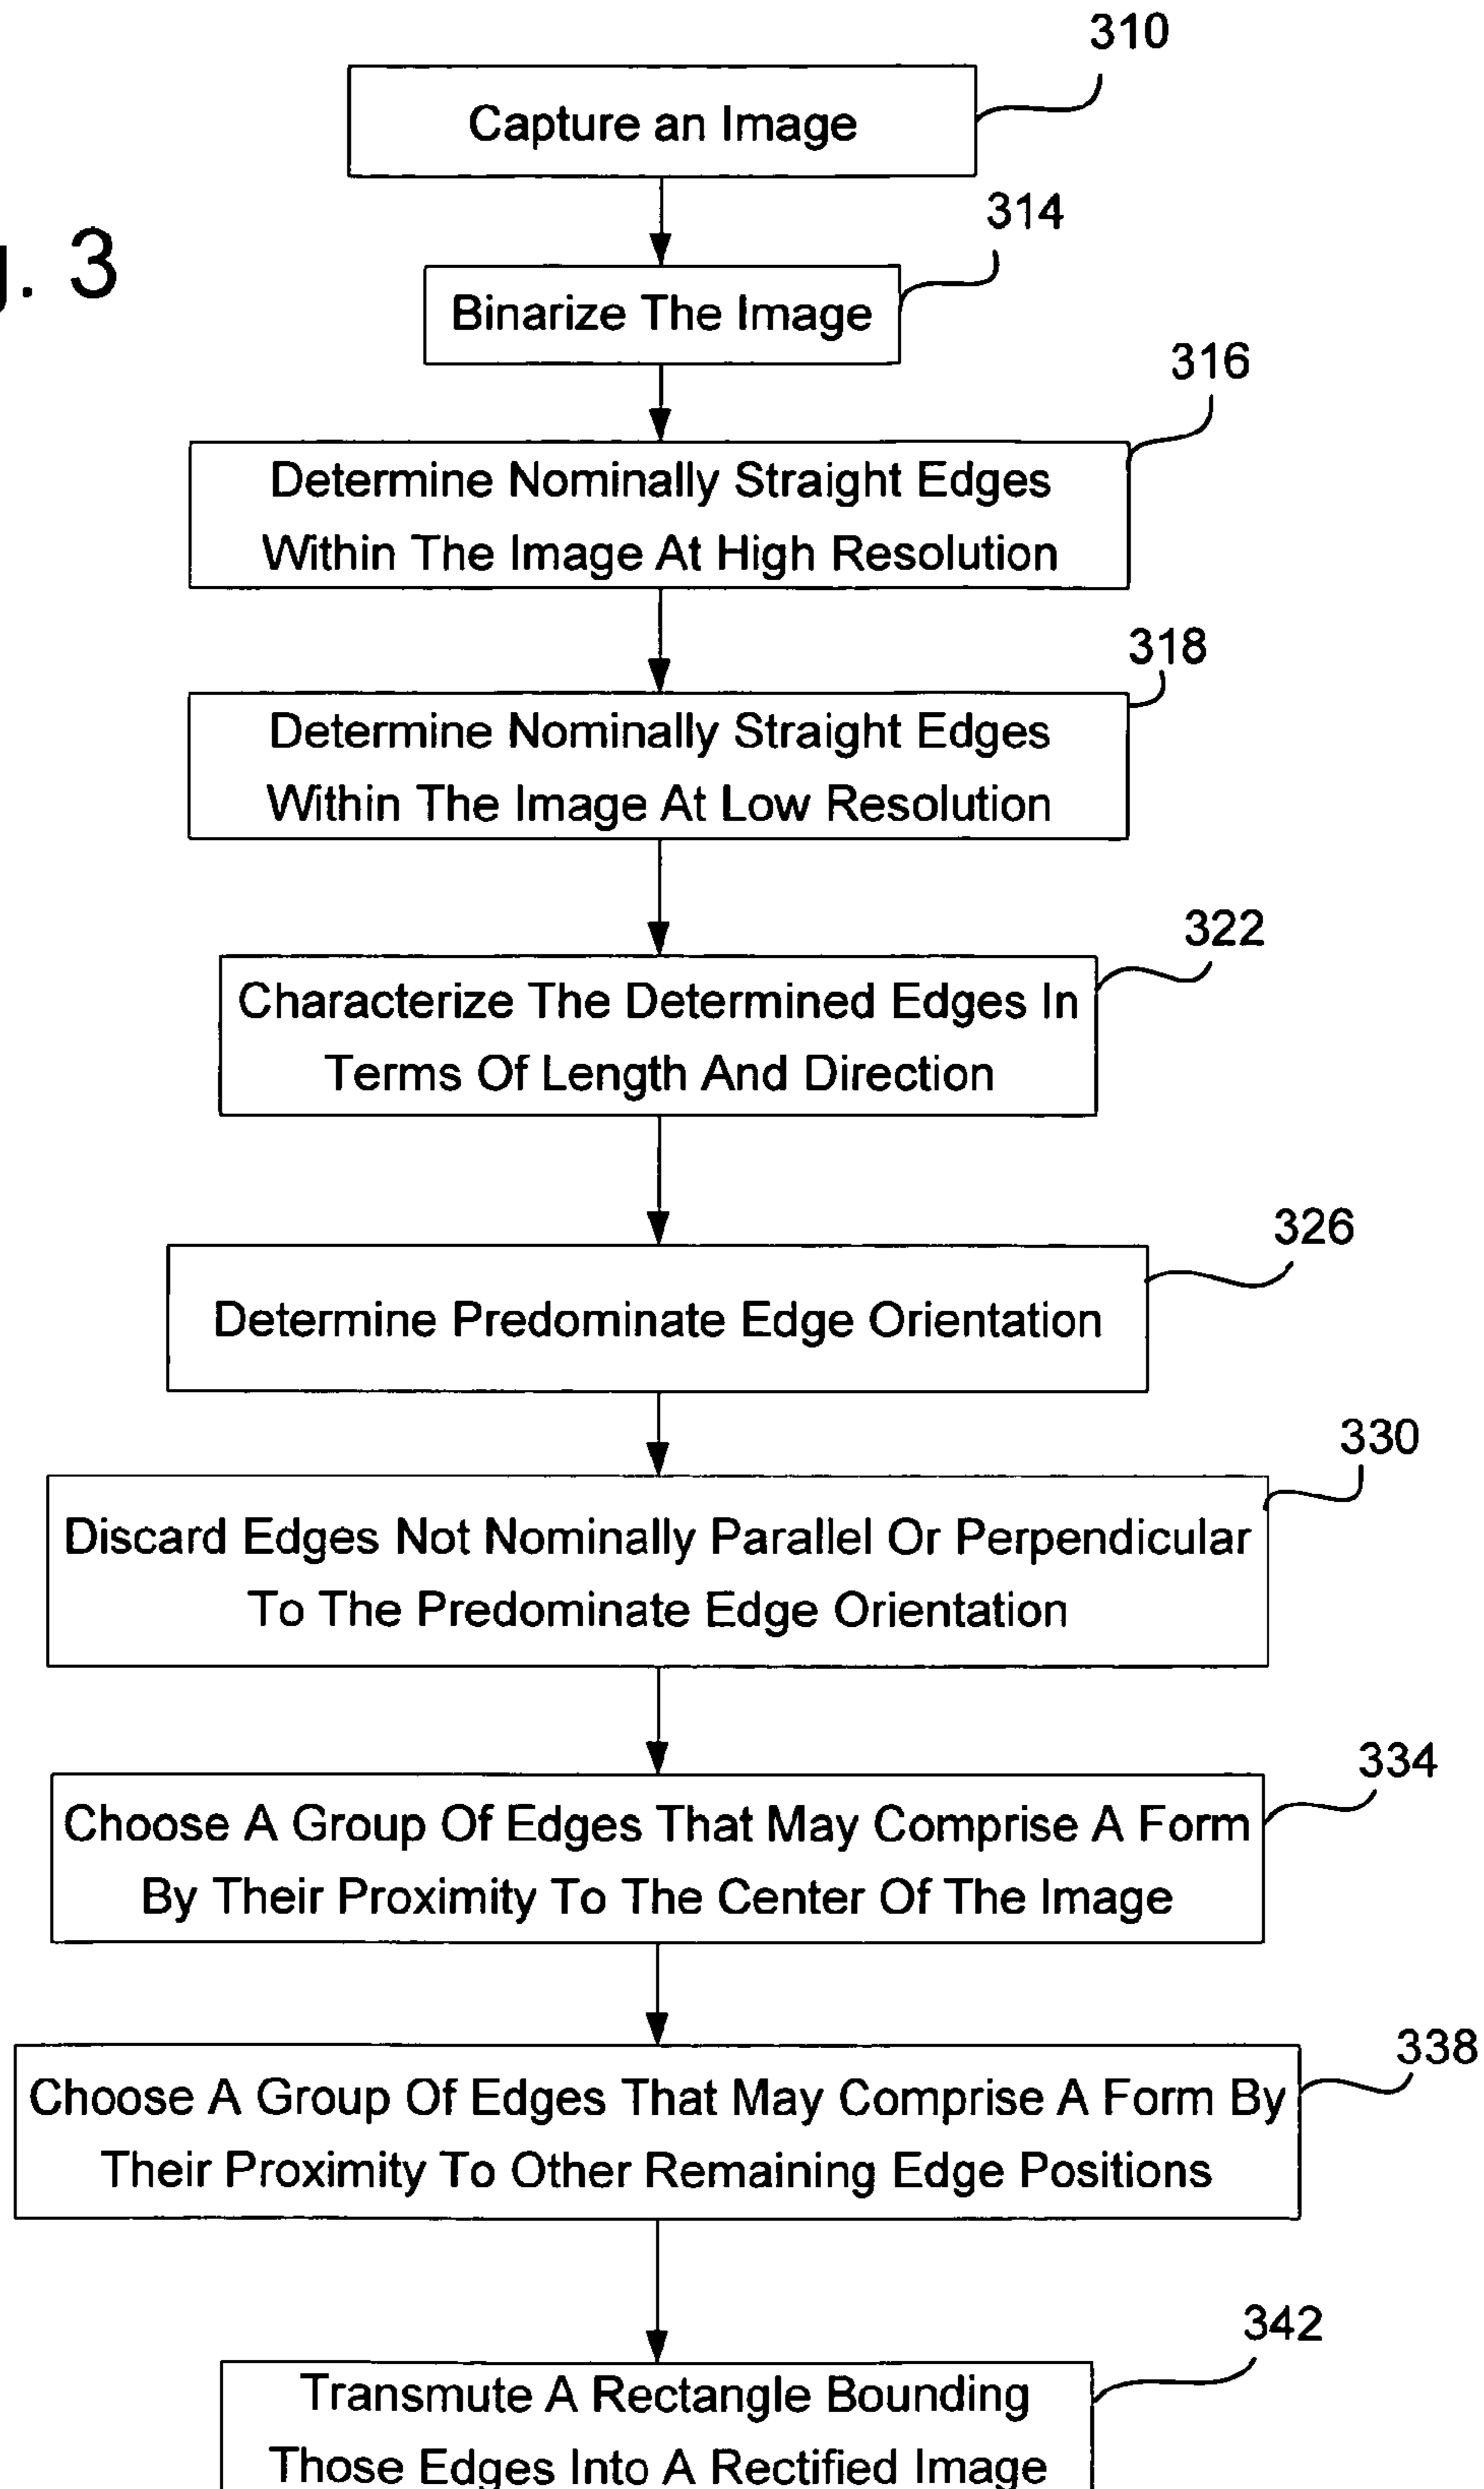 310
Capture an Image
314
g. 3
Binarize The Image
316
Determine Nominally Straight Edges
Within The Image At High Resolution
318
Determine Nominally Straight Edges
Within The Image At Low Resolution
322
Characterize The Determined Edges In
Terms Of Length And Direction
326
Determine Predominate Edge Orientation
330
Discard Edges Not Nominally Parallel Or Perpendicular
To The Predominate Edge Orientation
334
Choose A Group Of Edges That May Comprise A Form
By Their Proximity To The Center Of The Image
338
Choose A Group Of Edges That May Comprise A Form By
Their Proximity To Other Remaining Edge Positions
342
Transmute A Rectangle Bounding
Those Edges Into A Rectified Image